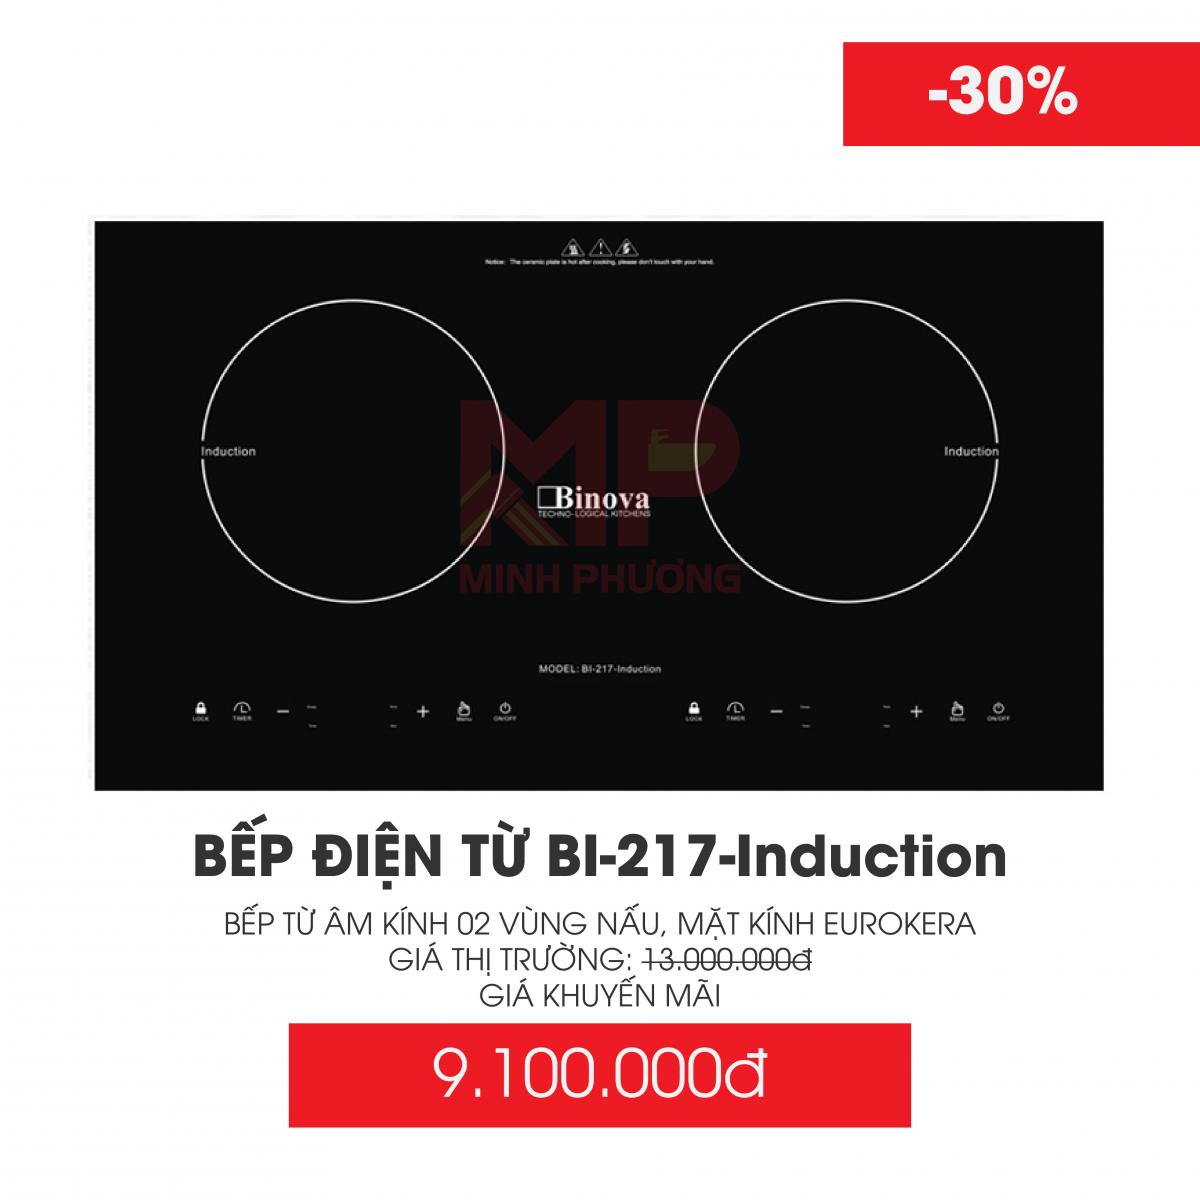 -30%
Notice: The ceramic plate is hot after cooking, please don't touch with your hand.
Induction
Induction
Binova
TECHNO-LOGICAL KITCHENS
MP
MINH PHƯƠNG
MODEL: BI-217-Induction
LOCK TIMER − + Menu ON/OFF LOCK TIMER − + Menu ON/OFF
BẾP ĐIỆN TỪ BI-217-Induction
BẾP TỪ ÂM KÍNH 02 VÙNG NẤU, MẶT KÍNH EUROKERA
GIÁ THỊ TRƯỜNG: 13.000.000đ
GIÁ KHUYẾN MÃI
9.100.000đ